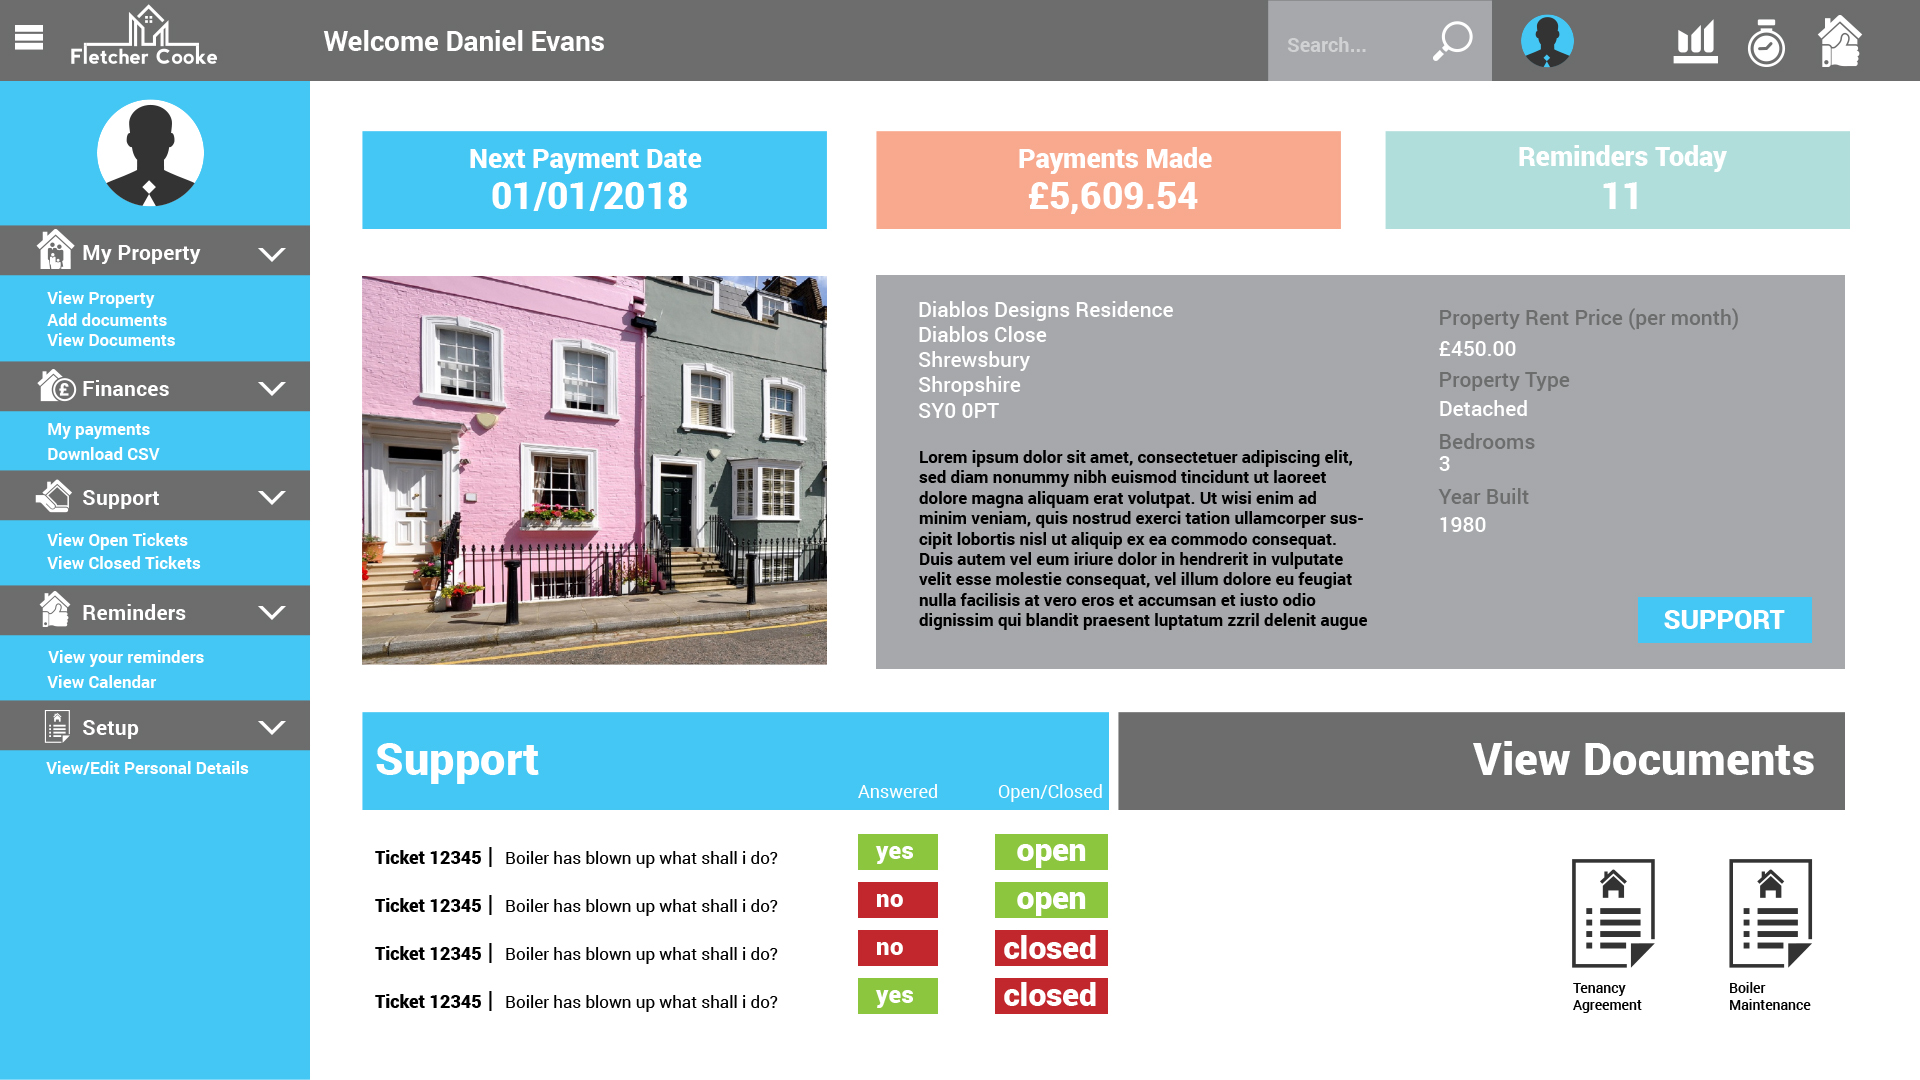 Fletcher Cooke
Welcome Daniel Evans
Search...
My Property
View Property
Add documents
View Documents
£
Finances
My payments
Download CSV
Support
View Open Tickets
View Closed Tickets
Reminders
View your reminders
View Calendar
Setup
View/Edit Personal Details
Next Payment Date
01/01/2018
Payments Made
£5,609.54
Reminders Today
11
Diablos Designs Residence
Diablos Close
Shrewsbury
Shropshire
SY0 0PT
Lorem ipsum dolor sit amet, consectetuer adipiscing elit,
sed diam nonummy nibh euismod tincidunt ut laoreet
dolore magna aliquam erat volutpat. Ut wisi enim ad
minim veniam, quis nostrud exerci tation ullamcorper sus-
cipit lobortis nisl ut aliquip ex ea commodo consequat.
Duis autem vel eum iriure dolor in hendrerit in vulputate
velit esse molestie consequat, vel illum dolore eu feugiat
nulla facilisis at vero eros et accumsan et iusto odio
dignissim qui blandit praesent luptatum zzril delenit augue
Property Rent Price (per month)
£450.00
Property Type
Detached
Bedrooms
3
Year Built
1980
SUPPORT
Support
Answered Open/Closed
Ticket 12345 | Boiler has blown up what shall i do? yes open
Ticket 12345 | Boiler has blown up what shall i do? no open
Ticket 12345 | Boiler has blown up what shall i do? no closed
Ticket 12345 | Boiler has blown up what shall i do? yes closed
View Documents
Tenancy
Agreement
Boiler
Maintenance